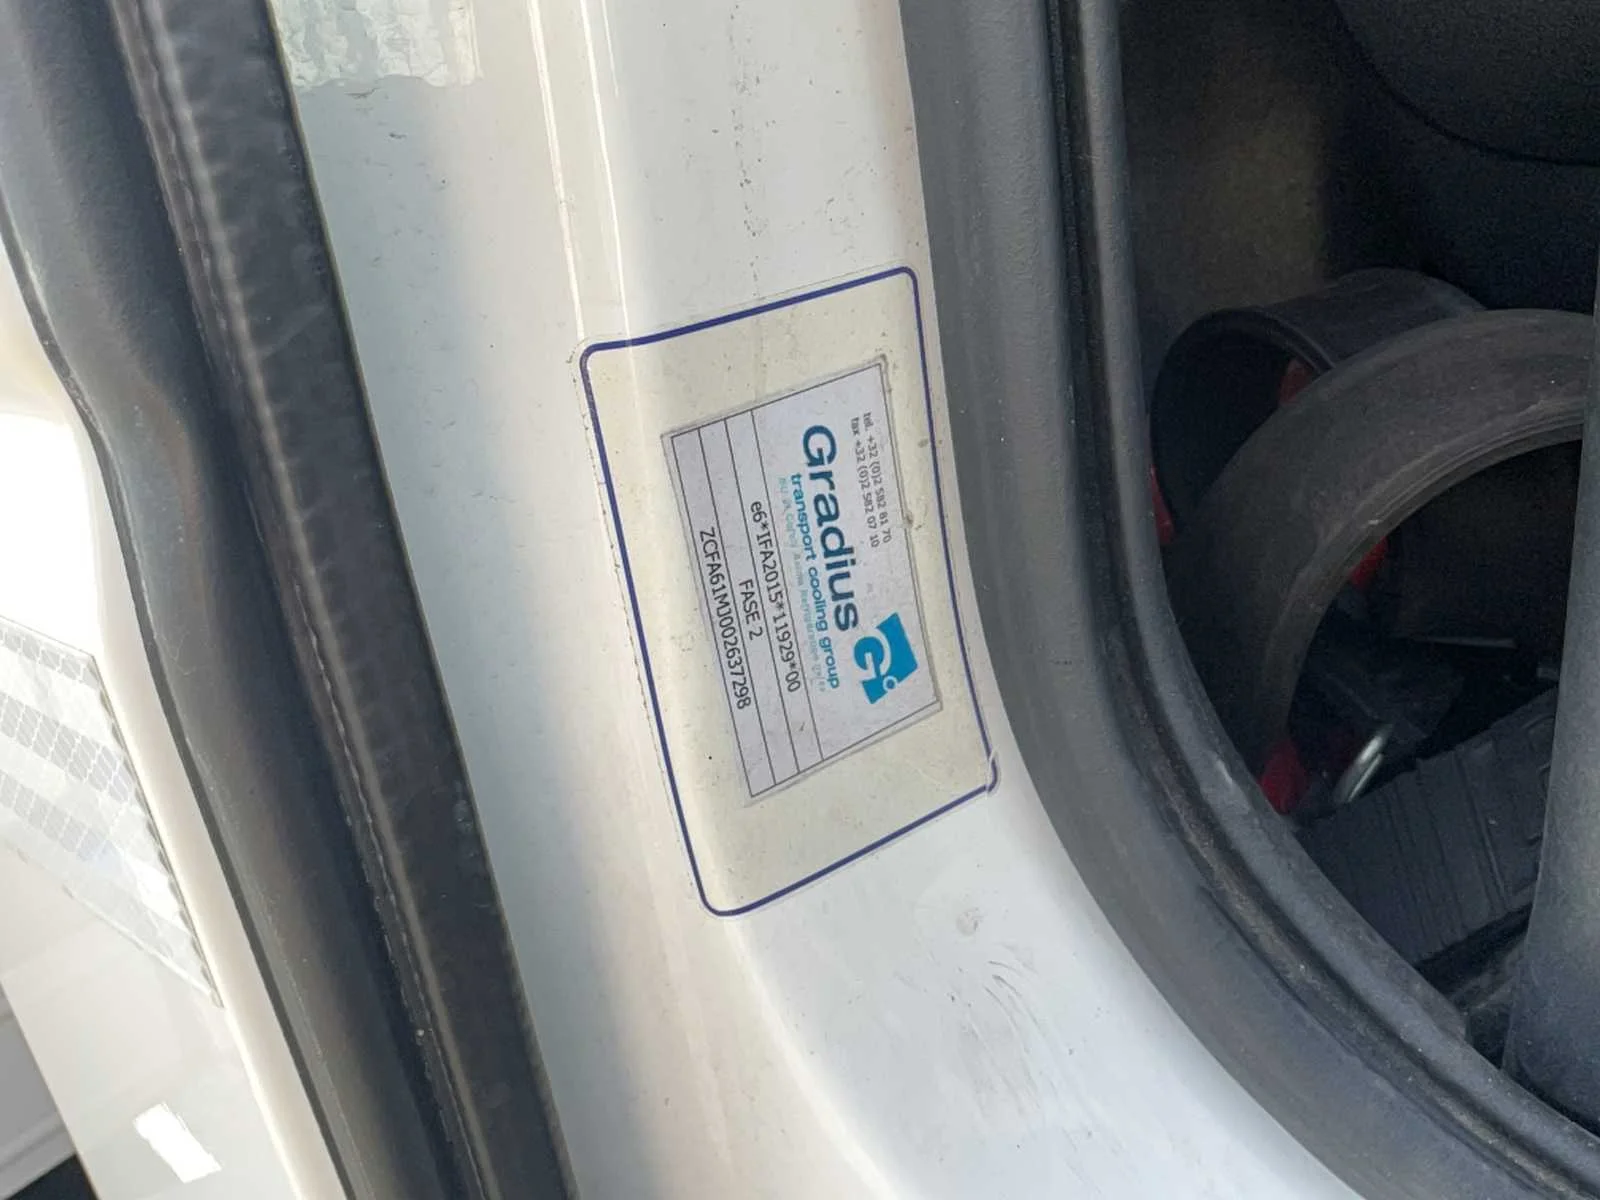 tel. +32 (0)2 582 81 70
fax +32 (0)2 582 07 10
Gradius
transport cooling group
e6*IFA2015*11929*00
FASE 2
ZCFA61MJ002637298